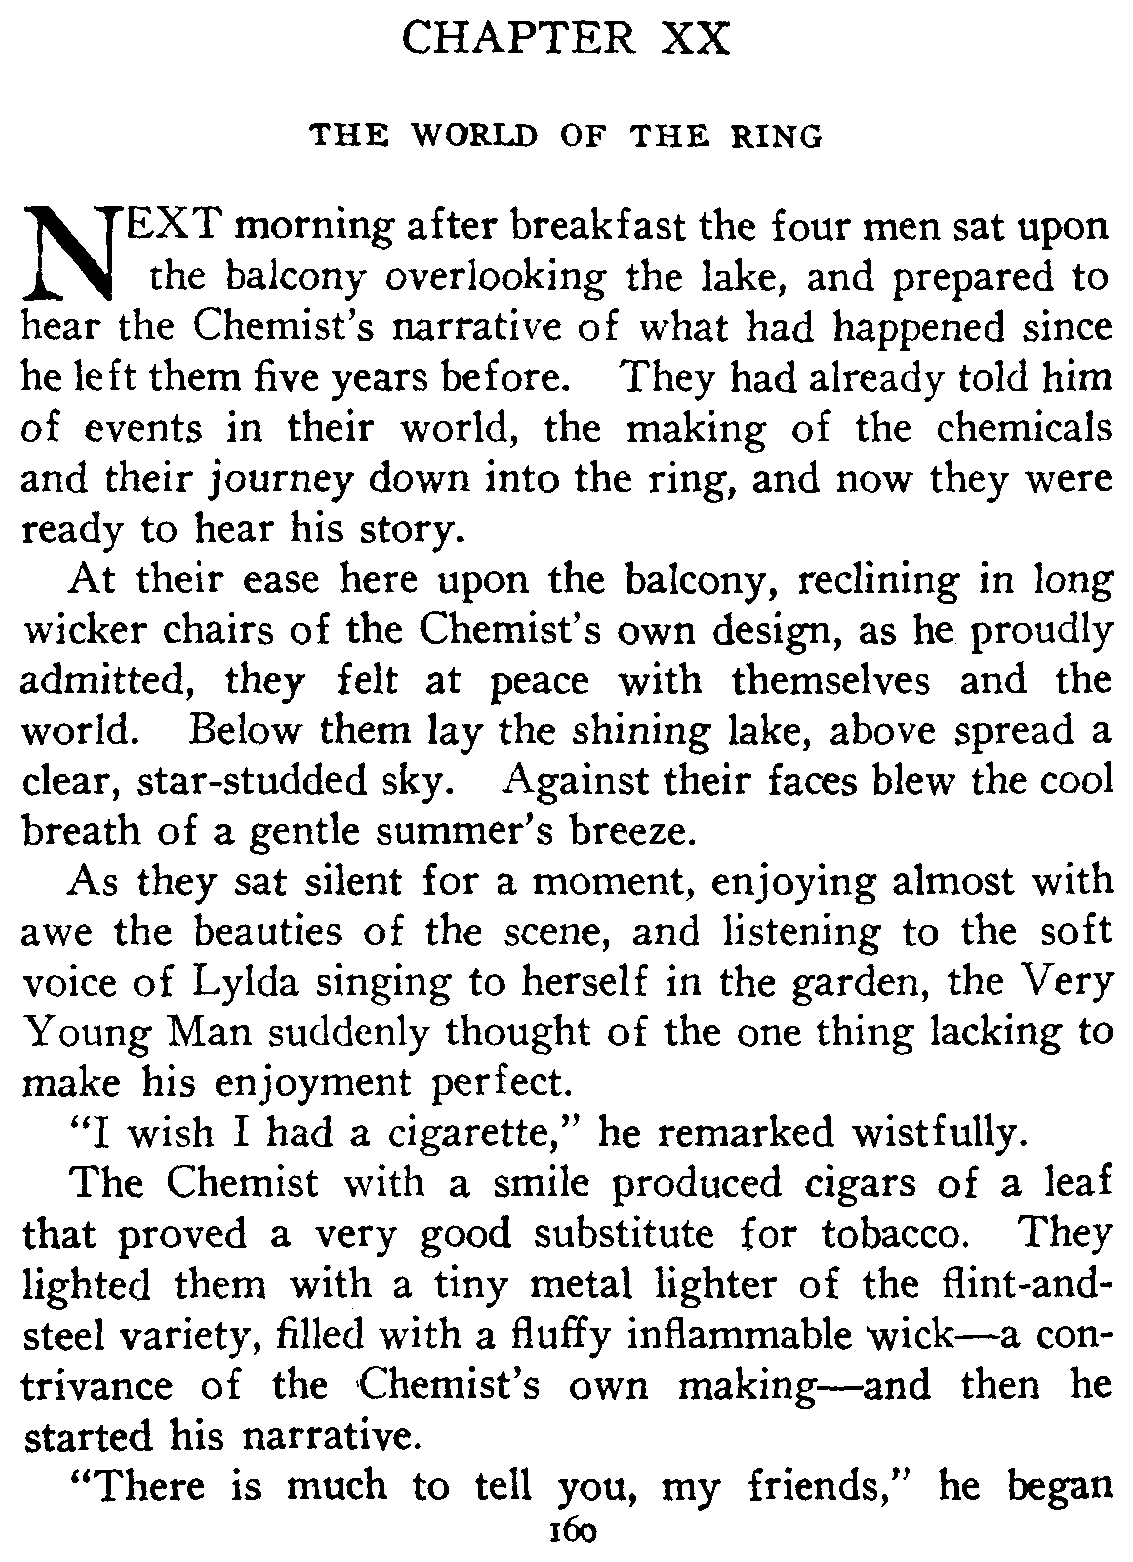 CHAPTER XX
THE WORLD OF THE RING
NEXT morning after breakfast the four men sat upon
the balcony overlooking the lake, and prepared to
hear the Chemist's narrative of what had happened since
he left them five years before. They had already told him
of events in their world, the making of the chemicals
and their journey down into the ring, and now they were
ready to hear his story.
At their ease here upon the balcony, reclining in long
wicker chairs of the Chemist's own design, as he proudly
admitted, they felt at peace with themselves and the
world. Below them lay the shining lake, above spread a
clear, star-studded sky. Against their faces blew the cool
breath of a gentle summer's breeze.
As they sat silent for a moment, enjoying almost with
awe the beauties of the scene, and listening to the soft
voice of Lylda singing to herself in the garden, the Very
Young Man suddenly thought of the one thing lacking to
make his enjoyment perfect.
"I wish I had a cigarette," he remarked wistfully.
The Chemist with a smile produced cigars of a leaf
that proved a very good substitute for tobacco. They
lighted them with a tiny metal lighter of the flint-and-
steel variety, filled with a fluffy inflammable wick—a con-
trivance of the Chemist's own making—and then he
started his narrative.
"There is much to tell you, my friends," he began
160